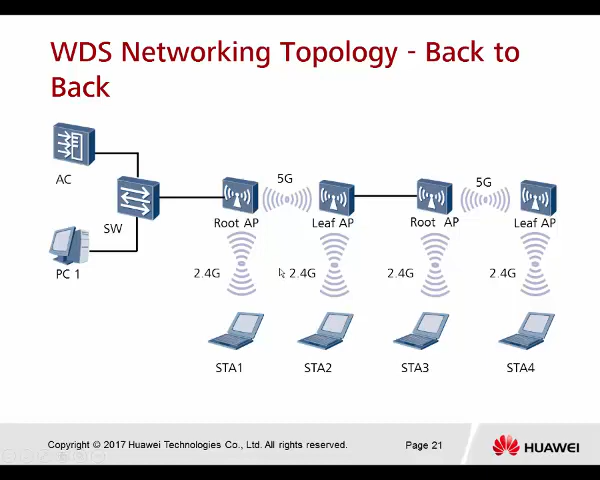 WDS Networking Topology - Back to
Back
AC
5G
5G
SW
Root AP
Leaf AP
Root AP
Leaf AP
PC 1
2.4G
2.4G
2.4G
2.4G
STA1
STA2
STA3
STA4
Copyright © 2017 Huawei Technologies Co., Ltd. All rights reserved.
Page 21
HUAWEI